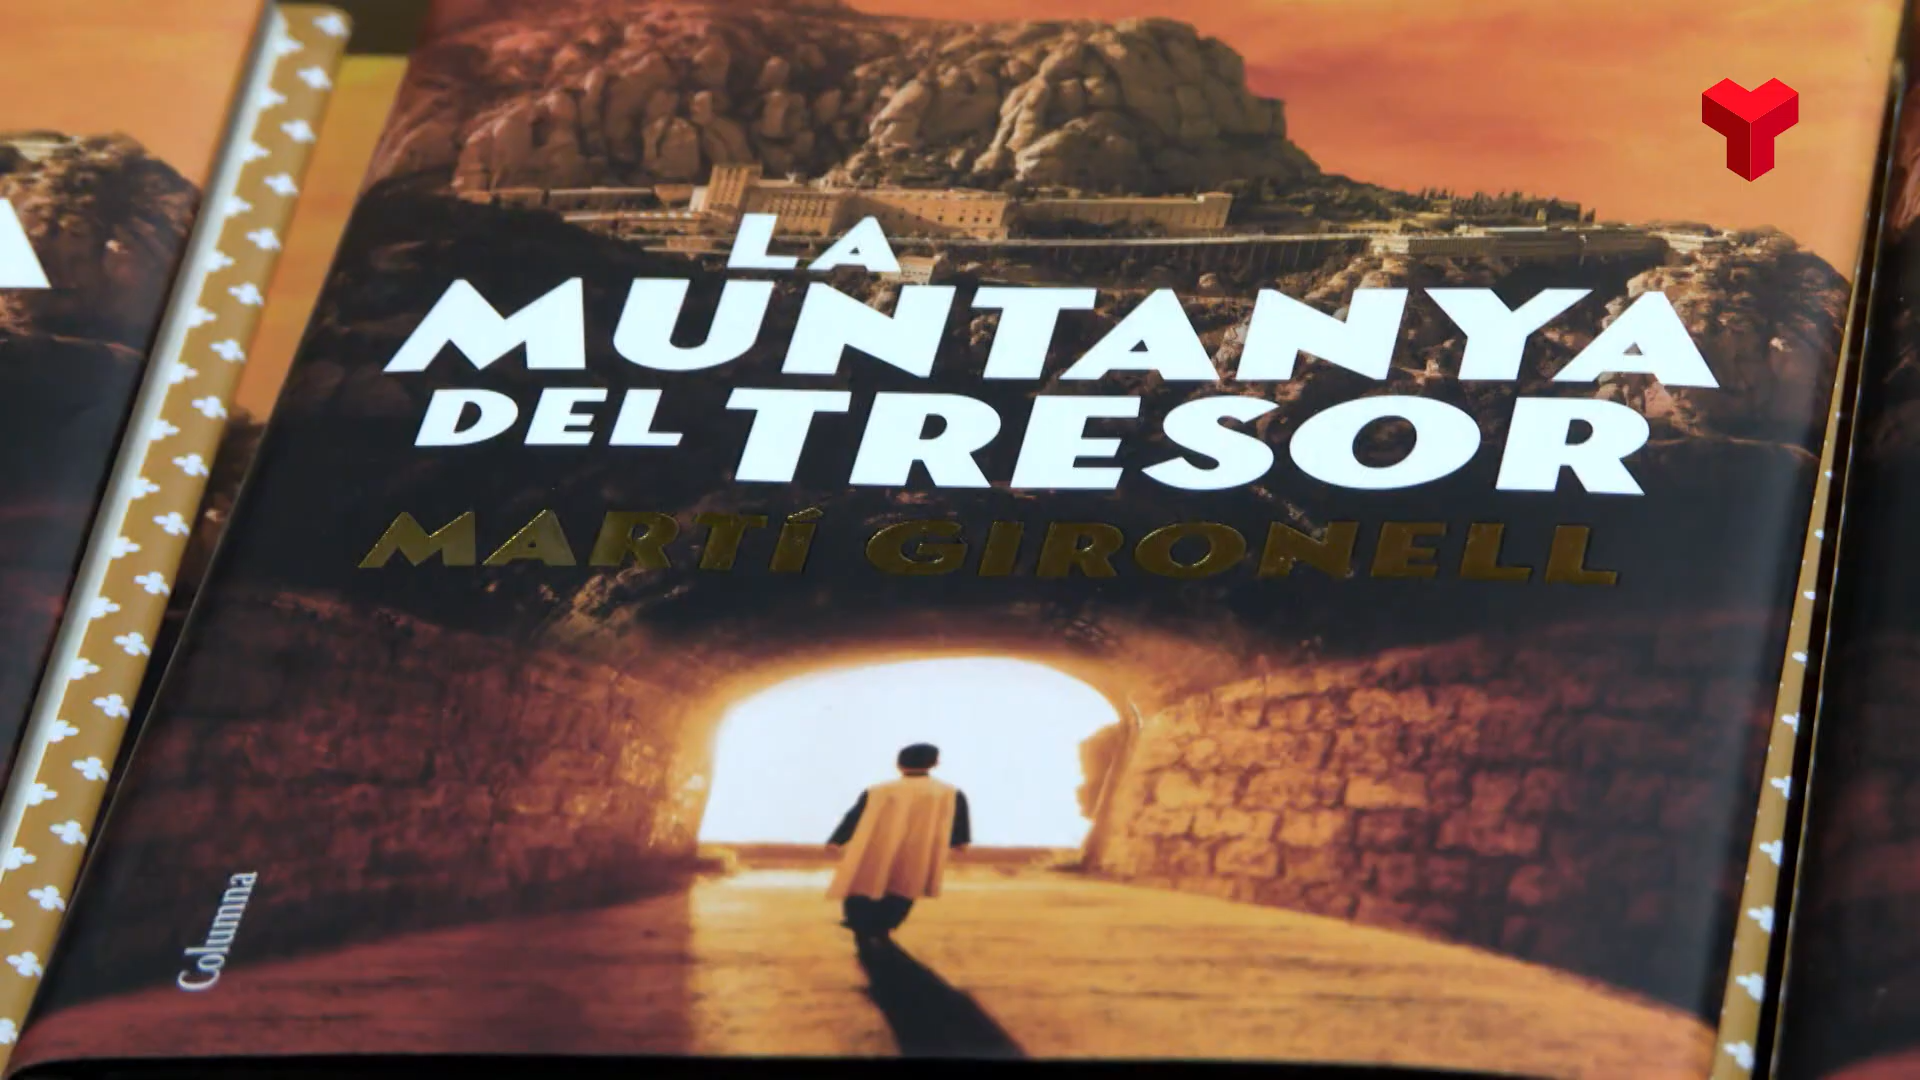 LA
MUNTANYA
DEL TRESOR
MARTÍ GIRONELL
Columna
A